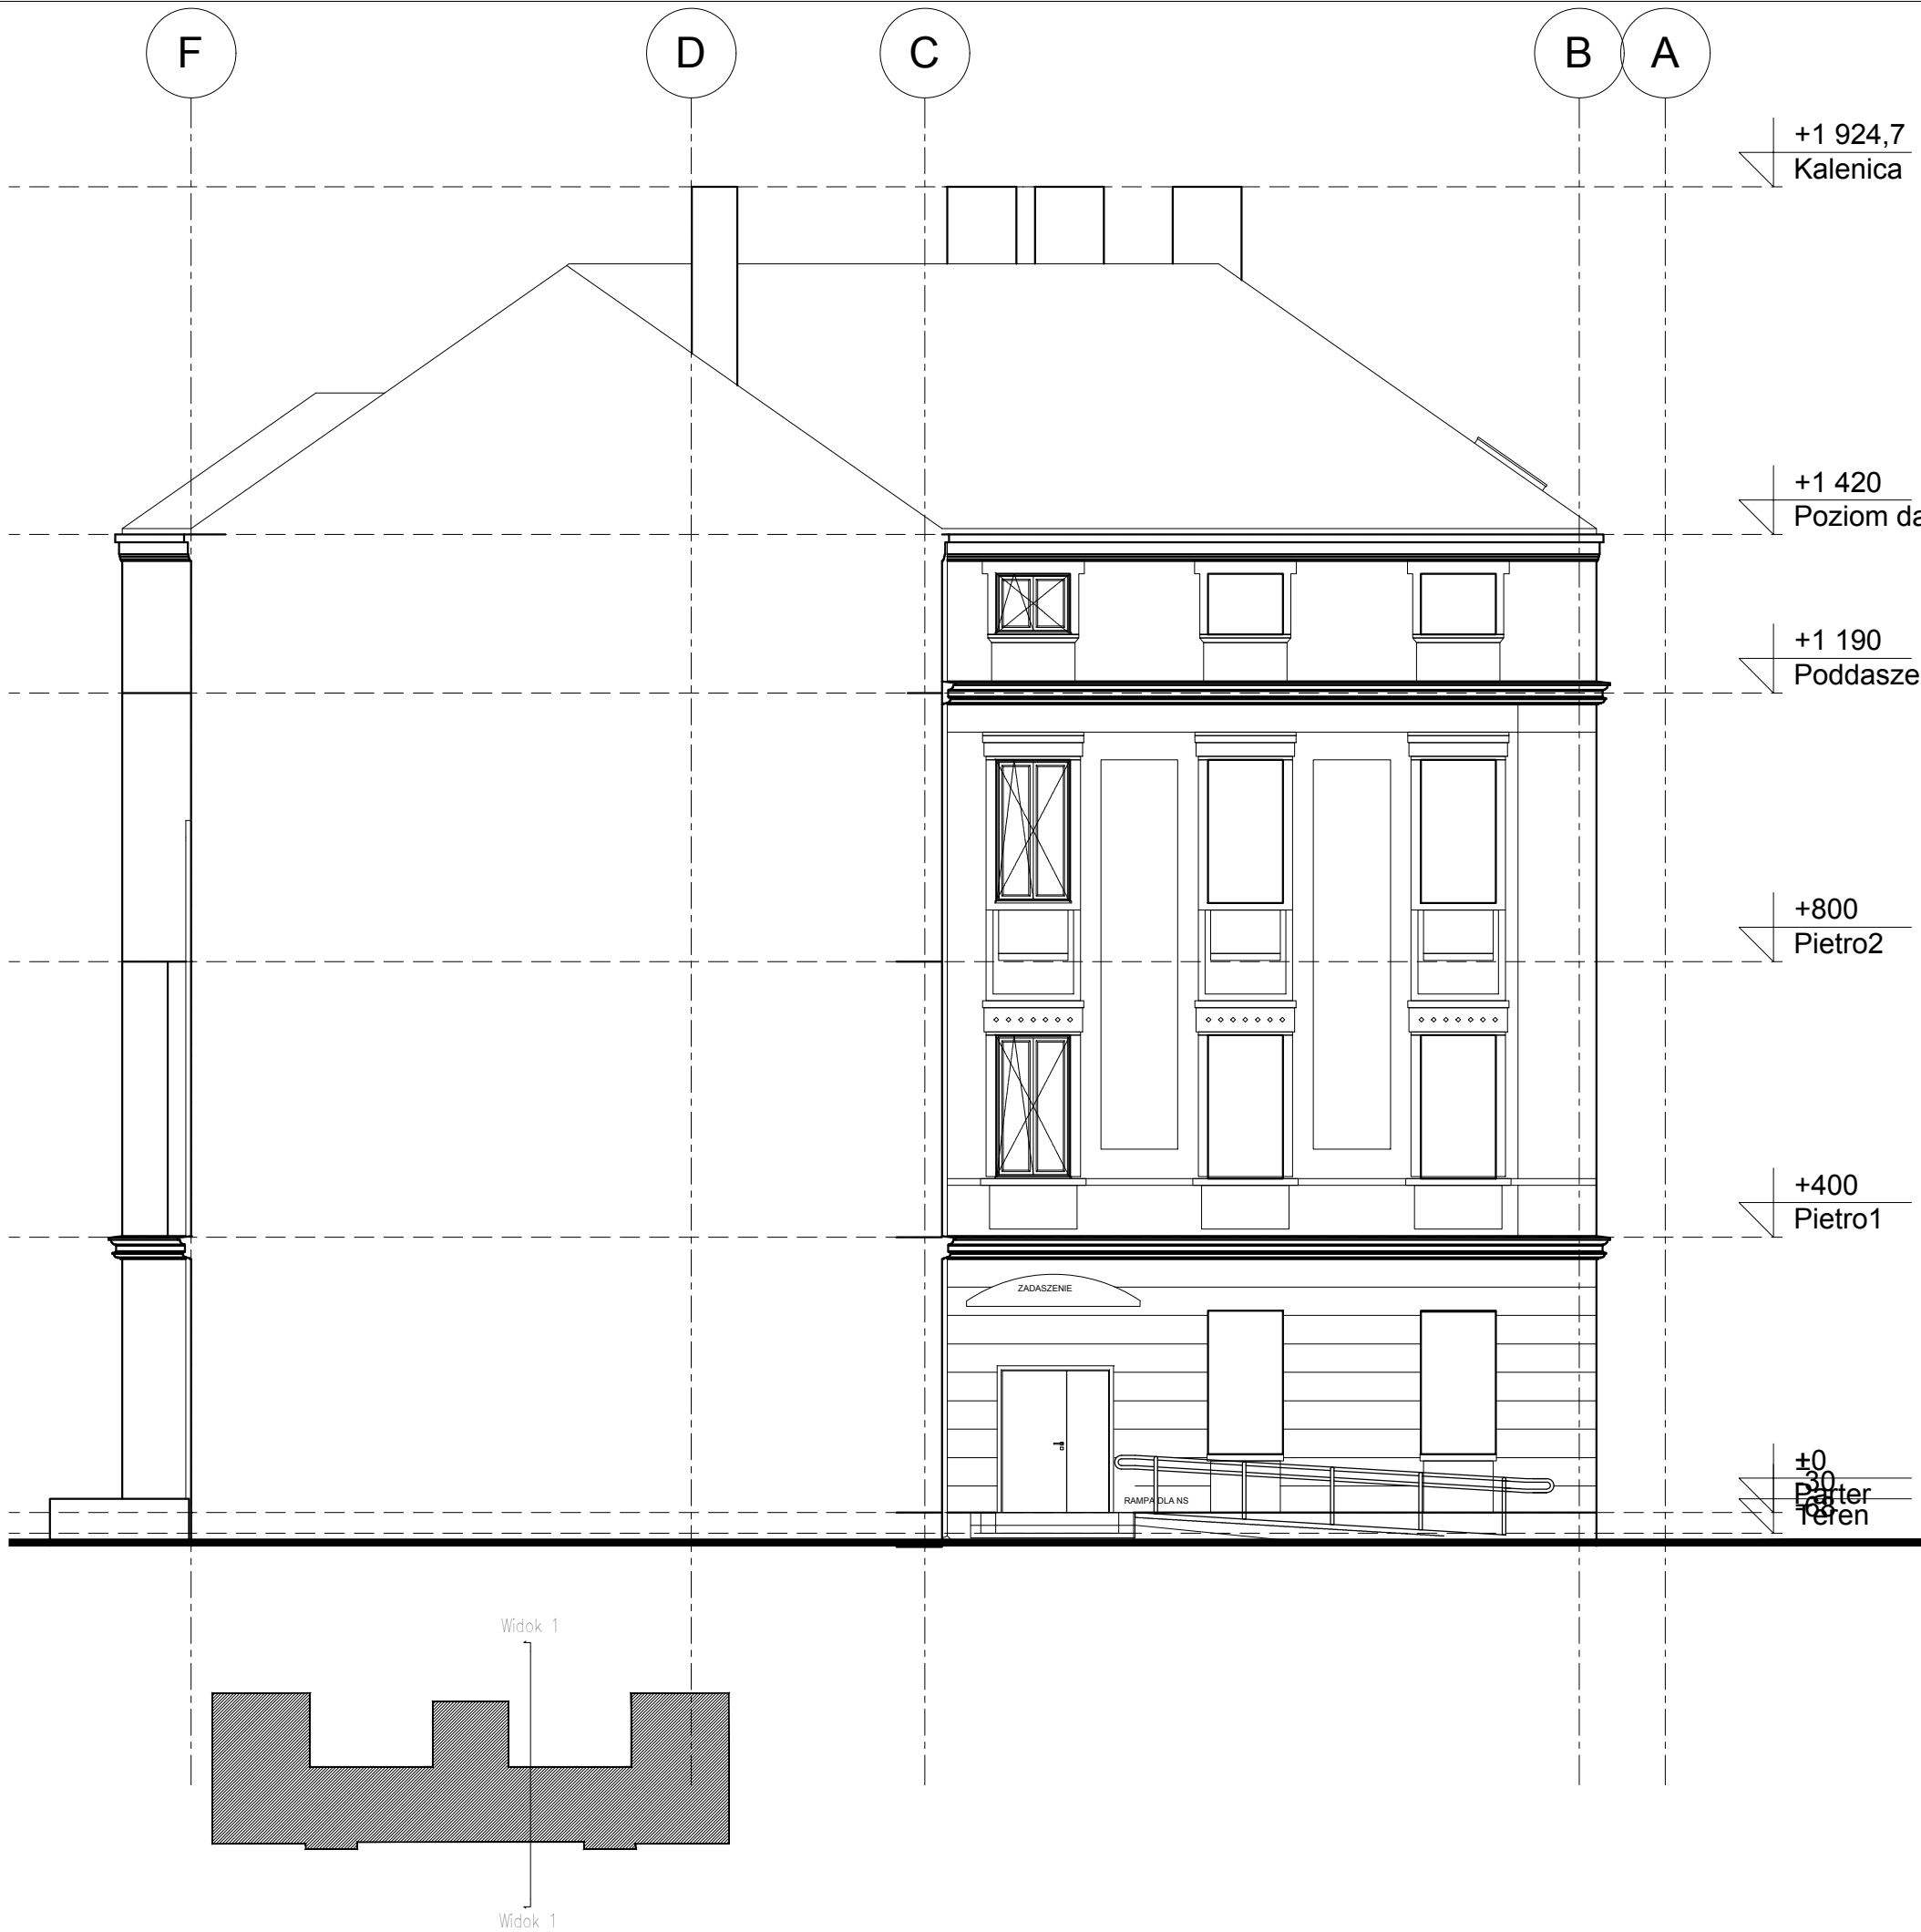 F D C B A
+1 924,7
Kalenica
+1 420
Poziom da
+1 190
Poddasze
+800
Pietro2
+400
Pietro1
ZADASZENIE
RAMPA DLA NS
±0
Parter
Teren
Widok 1
Widok 1